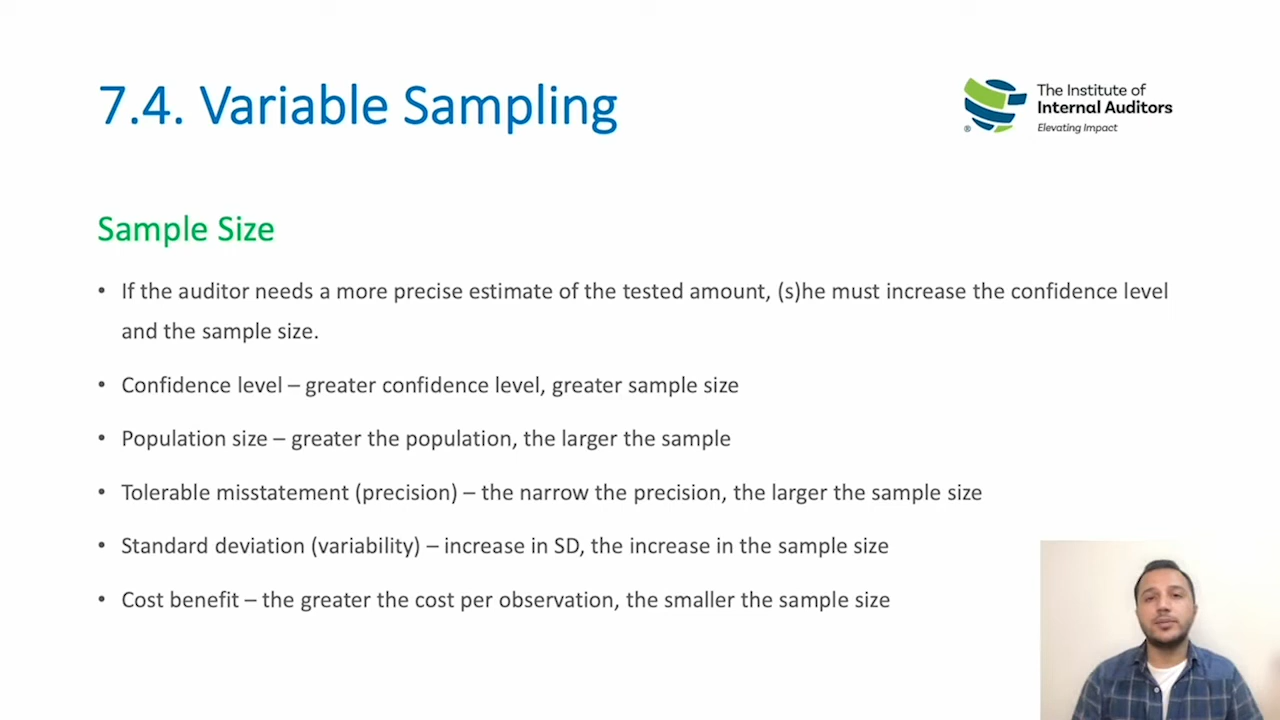 7.4. Variable Sampling
The Institute of
Internal Auditors
Elevating Impact
®
Sample Size
• If the auditor needs a more precise estimate of the tested amount, (s)he must increase the confidence level
and the sample size.
• Confidence level – greater confidence level, greater sample size
• Population size – greater the population, the larger the sample
• Tolerable misstatement (precision) – the narrow the precision, the larger the sample size
• Standard deviation (variability) – increase in SD, the increase in the sample size
• Cost benefit – the greater the cost per observation, the smaller the sample size